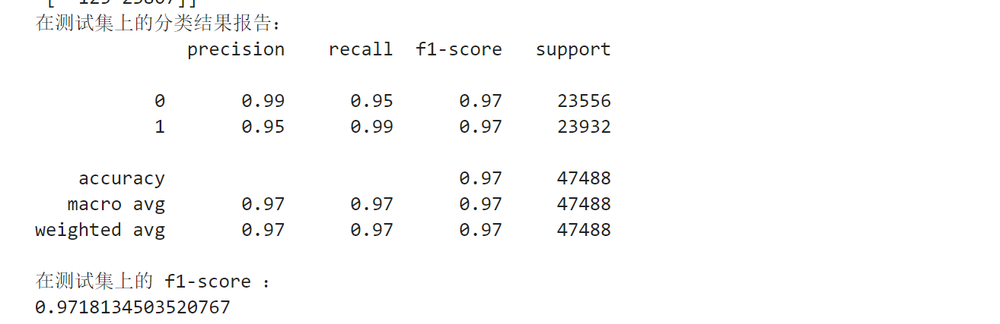 在测试集上的分类结果报告:
precision recall f1-score support
0 0.99 0.95 0.97 23556
1 0.95 0.99 0.97 23932
accuracy 0.97 47488
macro avg 0.97 0.97 0.97 47488
weighted avg 0.97 0.97 0.97 47488
在测试集上的 f1-score :
0.9718134503520767